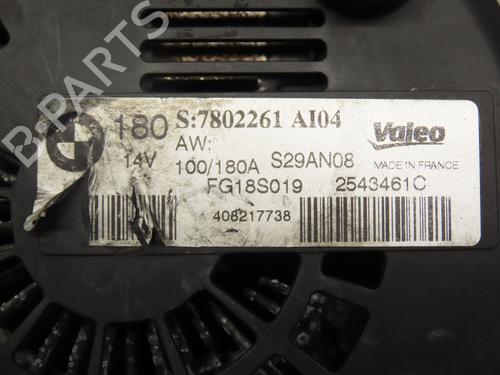 B-PARTS
180 S:7802261 AI04 Valeo
14V AW:
100/180A S29AN08 MADE IN FRANCE
FG18S019 2543461C
408217738